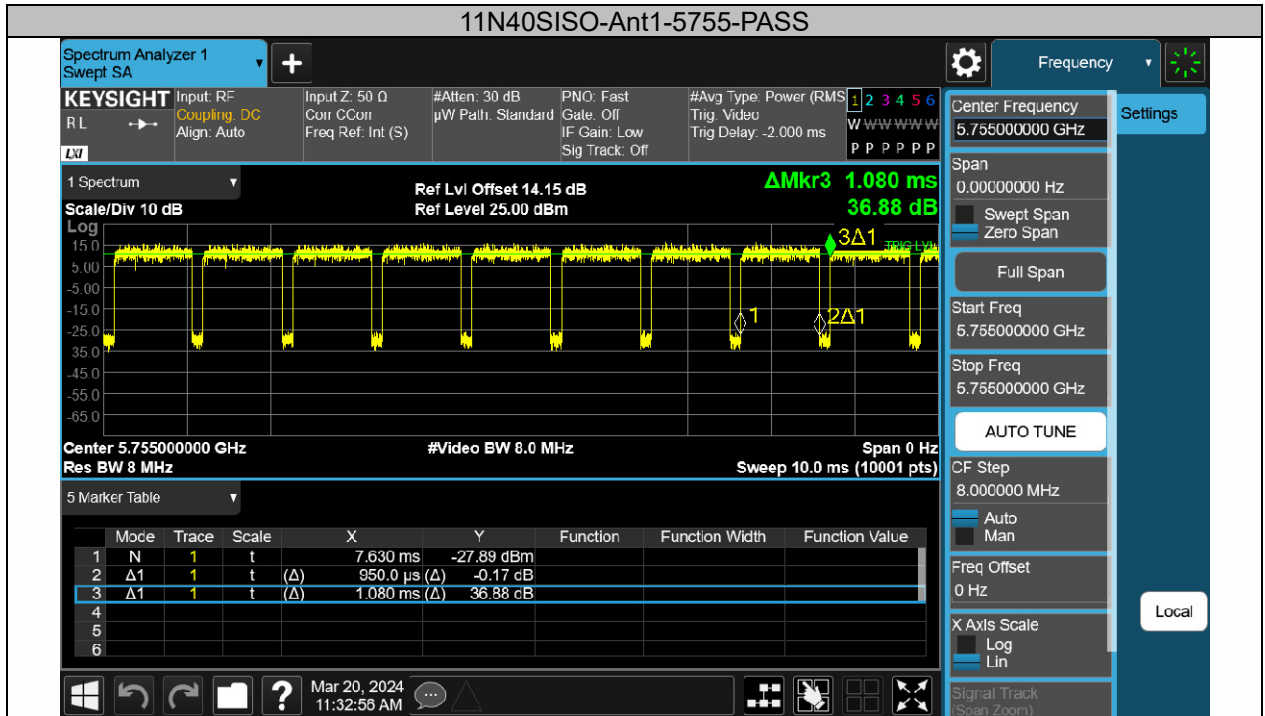 11N40SISO-Ant1-5755-PASS
Spectrum Analyzer 1
Swept SA
Frequency
KEYSIGHT
RL
LXI
Input: RF
Coupling: DC
Align: Auto
Input Z: 50 Ω
Corr CCorr
Freq Ref: Int (S)
#Atten: 30 dB
µW Path: Standard
PNO: Fast
Gate: Off
IF Gain: Low
Sig Track: Off
#Avg Type: Power (RMS
Trig: Video
Trig Delay: -2.000 ms
1 2 3 4 5 6
W W W W W W
P P P P P P
Center Frequency
5.755000000 GHz
Settings
Span
0.00000000 Hz
Swept Span
Zero Span
Full Span
Start Freq
5.755000000 GHz
Stop Freq
5.755000000 GHz
AUTO TUNE
CF Step
8.000000 MHz
Auto
Man
Freq Offset
0 Hz
X Axis Scale
Log
Lin
Signal Track
(Span Zoom)
Local
1 Spectrum
Scale/Div 10 dB
Ref Lvl Offset 14.15 dB
Ref Level 25.00 dBm
ΔMkr3 1.080 ms
36.88 dB
Log
15.0
5.00
-5.00
-15.0
-25.0
-35.0
-45.0
-55.0
-65.0
3Δ1
TRIG LVL
1
2Δ1
Center 5.755000000 GHz
#Video BW 8.0 MHz
Span 0 Hz
Res BW 8 MHz
Sweep 10.0 ms (10001 pts)
5 Marker Table
Mode Trace Scale X Y Function Function Width Function Value
1 N 1 t 7.630 ms -27.89 dBm
2 Δ1 1 t (Δ) 950.0 µs (Δ) -0.17 dB
3 Δ1 1 t (Δ) 1.080 ms (Δ) 36.88 dB
4
5
6
?
Mar 20, 2024
11:32:56 AM